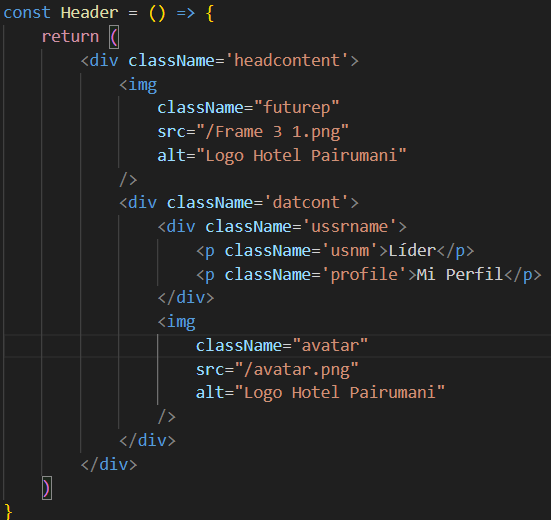 const Header = () => {
    return (
        <div className='headcontent'>
            <img
                className="futurep"
                src="/Frame 3 1.png"
                alt="Logo Hotel Pairumani"
            />
            <div className='datcont'>
                <div className='ussrname'>
                    <p className='usnm'>Líder</p>
                    <p className='profile'>Mi Perfil</p>
                </div>
                <img
                    className="avatar"
                    src="/avatar.png"
                    alt="Logo Hotel Pairumani"
                />
            </div>
        </div>
    )
}